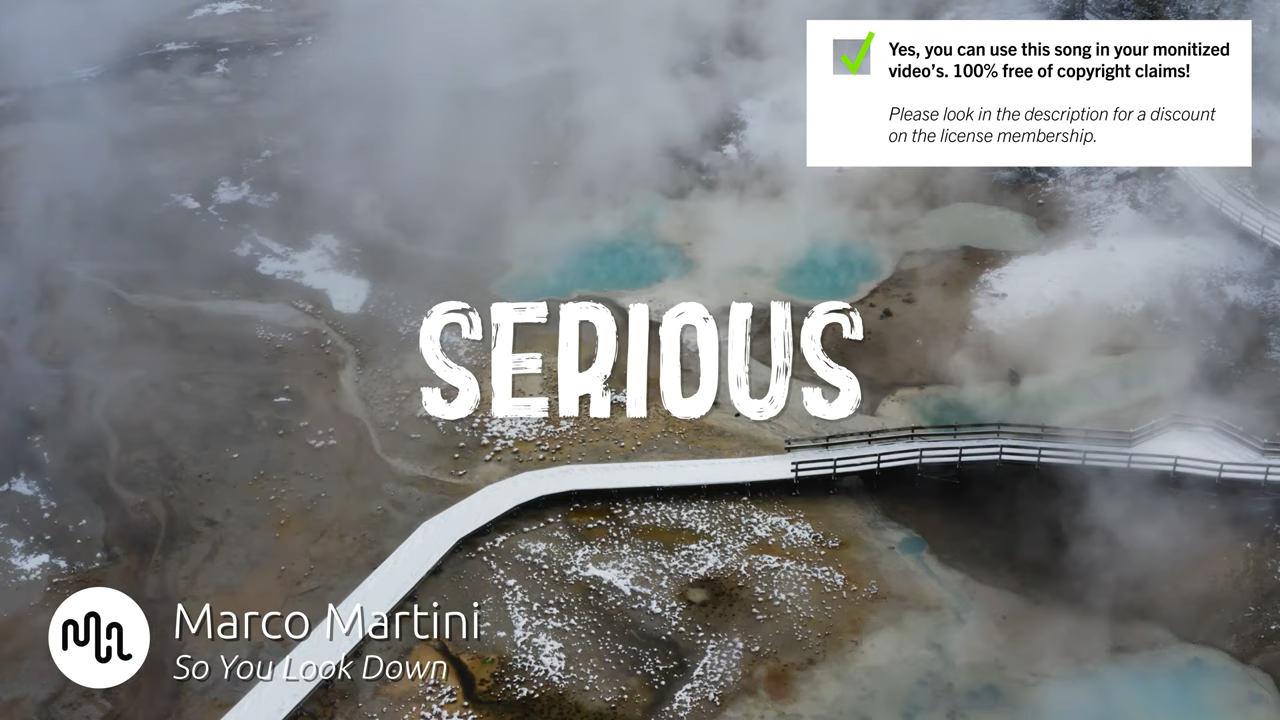 Yes, you can use this song in your monitized
video's. 100% free of copyright claims!
Please look in the description for a discount
on the license membership.
SERIOUS
Marco Martini
So You Look Down